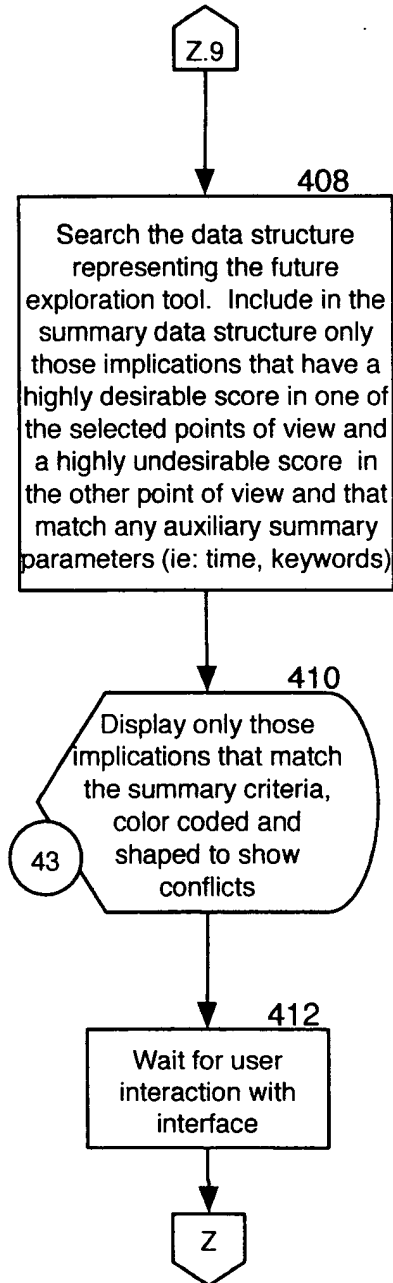 Z.9
408
Search the data structure
representing the future
exploration tool.  Include in the
summary data structure only
those implications that have a
highly desirable score in one of
the selected points of view and
a highly undesirable score  in
the other point of view and that
match any auxiliary summary
parameters (ie: time, keywords)
410
Display only those
implications that match
the summary criteria,
color coded and
shaped to show
conflicts
43
412
Wait for user
interaction with
interface
Z